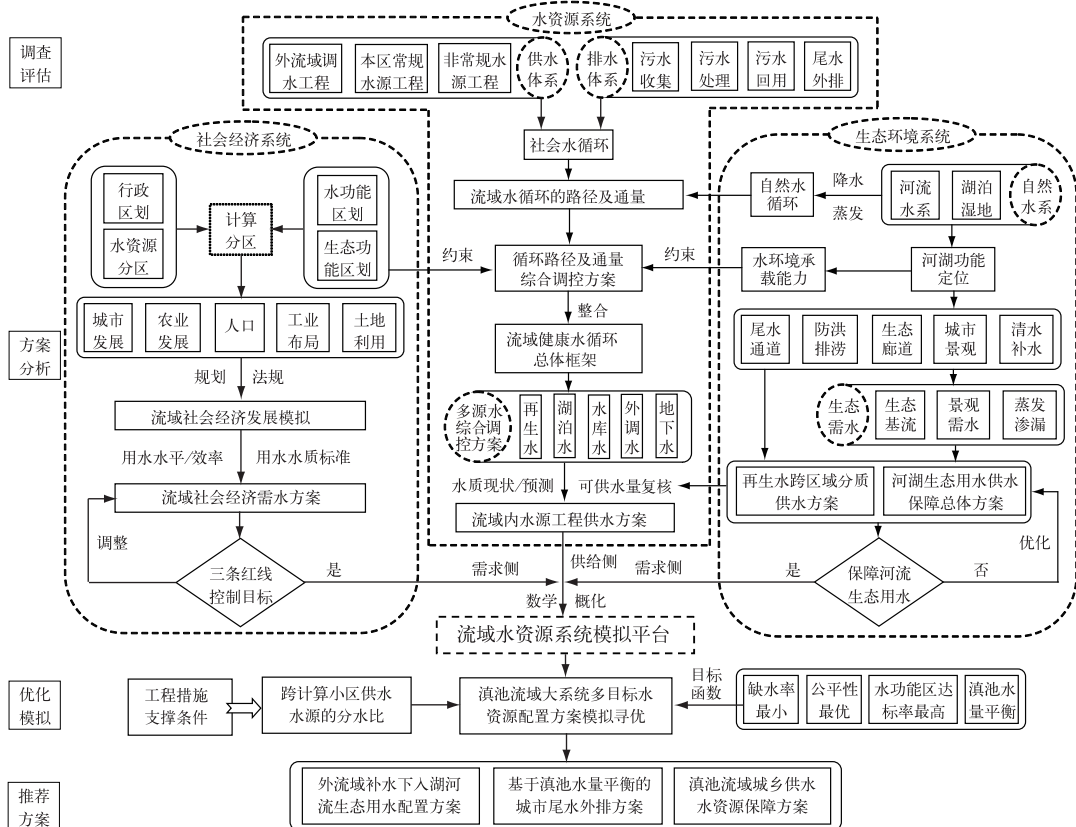 水资源系统
调查
评估
外流域调
水工程
本区常规
水源工程
非常规水
源工程
供水
体系
排水
体系
污水
收集
污水
处理
污水
回用
尾水
外排
社会水循环
流域水循环的路径及通量
循环路径及通量
综合调控方案
整合
流域健康水循环
总体框架
多源水
综合调
控方案
再生水
湖泊水
水库水
外调水
地下水
水质现状/预测
可供水量复核
流域内水源工程供水方案
供给侧
社会经济系统
行政
区划
水资源
分区
计算
分区
水功能
区划
生态功
能区划
约束
城市
发展
农业
发展
人口
工业
布局
土地
利用
方案
分析
规划
法规
流域社会经济发展模拟
用水水平/效率
用水水质标准
流域社会经济需水方案
调整
三条红线
控制目标
是
需求侧
生态环境系统
自然水
循环
降水
蒸发
河流
水系
湖泊
湿地
自然
水系
约束
水环境承
载能力
河湖功能
定位
尾水
通道
防洪
排涝
生态
廊道
城市
景观
清水
补水
生态
需水
生态
基流
景观
需水
蒸发
渗漏
再生水跨区域分质
供水方案
河湖生态用水供水
保障总体方案
优化
保障河流
生态用水
否
是
需求侧
数学
概化
流域水资源系统模拟平台
优化
模拟
工程措施
支撑条件
跨计算小区供水
水源的分水比
滇池流域大系统多目标水
资源配置方案模拟寻优
目标
函数
缺水率
最小
公平性
最优
水功能区达
标率最高
滇池水
量平衡
推荐
方案
外流域补水下入湖河
流生态用水配置方案
基于滇池水量平衡的
城市尾水外排方案
滇池流域城乡供水
水资源保障方案